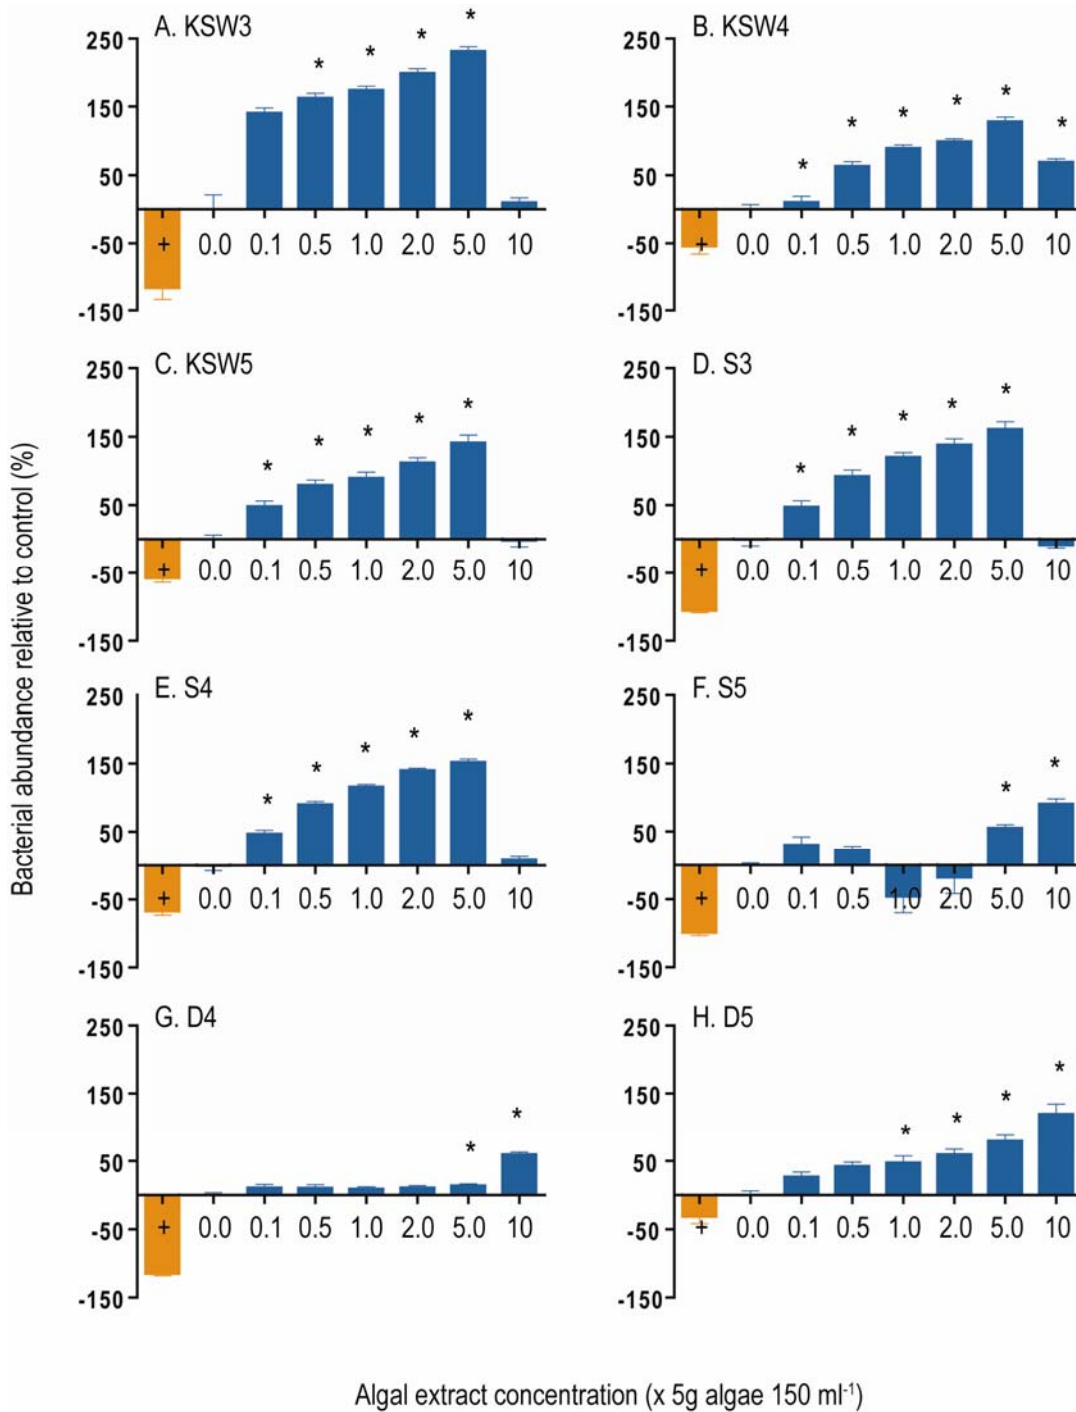 A. KSW3
250
150
50
-50
-150
+ 0.0 0.1 0.5 1.0 2.0 5.0 10
* * * *
B. KSW4
250
150
50
-50
-150
+ 0.0 0.1 0.5 1.0 2.0 5.0 10
* * * * * *
C. KSW5
250
150
50
-50
-150
+ 0.0 0.1 0.5 1.0 2.0 5.0 10
* * * * *
D. S3
250
150
50
-50
-150
+ 0.0 0.1 0.5 1.0 2.0 5.0 10
* * * * *
E. S4
250
150
50
-50
-150
+ 0.0 0.1 0.5 1.0 2.0 5.0 10
* * * * *
F. S5
250
150
50
-50
-150
+ 0.0 0.1 0.5 1.0 2.0 5.0 10
* *
G. D4
250
150
50
-50
-150
+ 0.0 0.1 0.5 1.0 2.0 5.0 10
* *
H. D5
250
150
50
-50
-150
+ 0.0 0.1 0.5 1.0 2.0 5.0 10
* * * *
Bacterial abundance relative to control (%)
Algal extract concentration (x 5g algae 150 ml⁻¹)